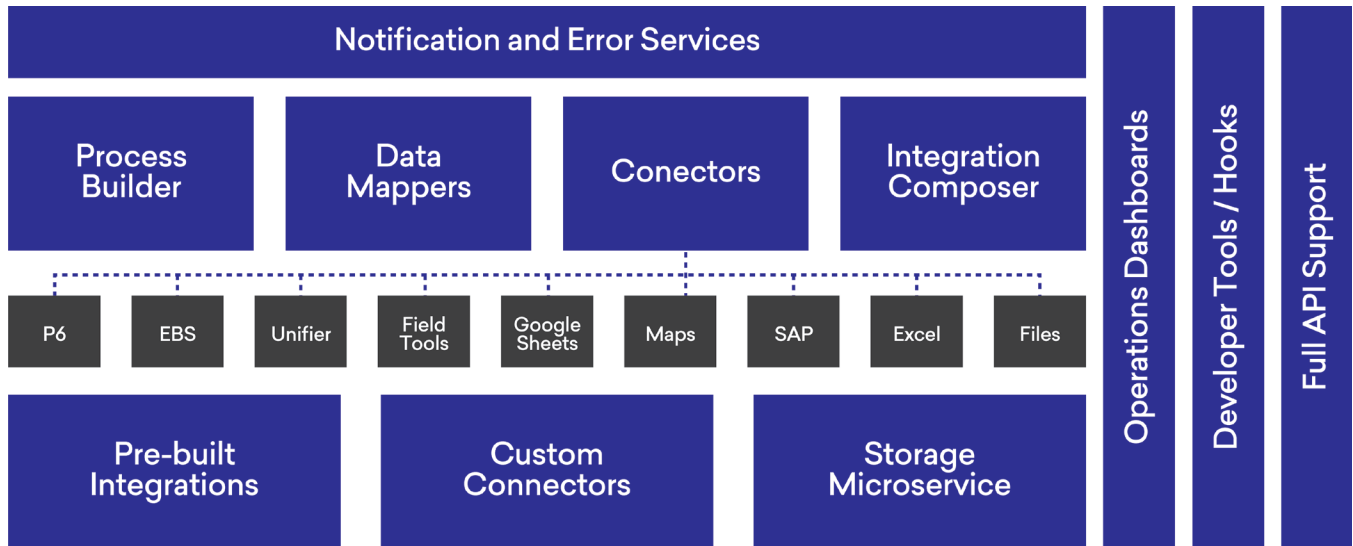 Notification and Error Services
Process
Builder
Data
Mappers
Conectors
Integration
Composer
P6
EBS
Unifier
Field
Tools
Google
Sheets
Maps
SAP
Excel
Files
Pre-built
Integrations
Custom
Connectors
Storage
Microservice
Operations Dashboards
Developer Tools / Hooks
Full API Support